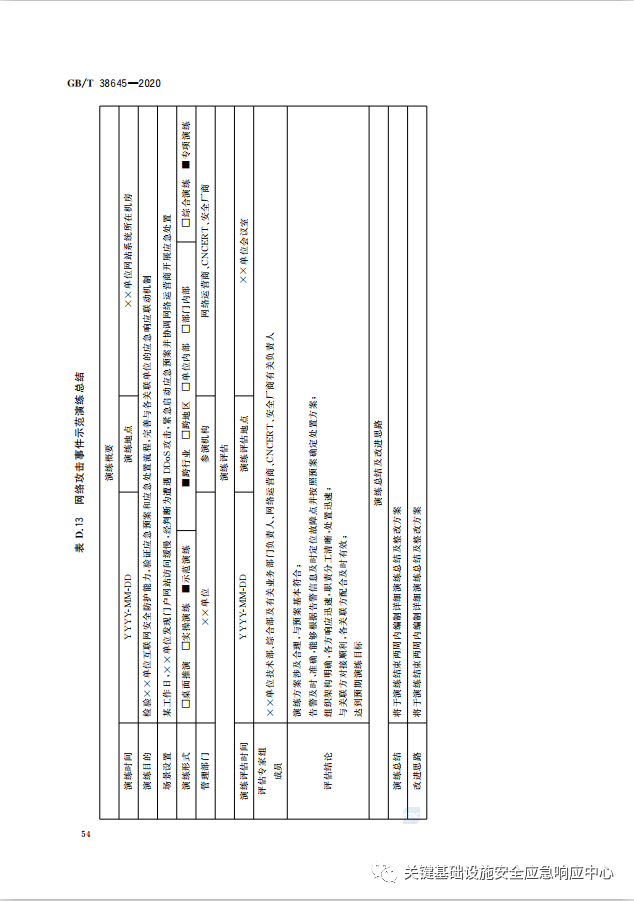 GB/T 38645—2020
表 D.13 网络攻击事件示范演练总结
演练概要
演练时间 YYYY-MM-DD 演练地点 ××单位网站系统所在机房
演练目的 检验××单位互联网安全防护能力,验证应急预案和应急处置流程,完善与各关联单位的应急响应联动机制
场景设置 某工作日,××单位发现门户网站访问缓慢,经判断为遭遇DDoS攻击,紧急启动应急预案并协调网络运营商开展应急处置
演练形式 □桌面推演 □实操演练 ■示范演练 ■跨行业 □跨地区 □单位内部 □部门内部 □综合演练 ■专项演练
管理部门 ××单位 参演机构 网络运营商、CNCERT、安全厂商
演练评估
演练评估时间 YYYY-MM-DD 演练评估地点 ××单位会议室
评估专家组
成员 ××单位技术部、综合部及有关业务部门负责人、网络运营商、CNCERT、安全厂商有关负责人
评估结论 演练方案涉及合理,与预案基本符合;
告警及时、准确,能够根据告警信息及时定位故障点并按照预案确定处置方案;
组织架构明确,各方响应迅速,职责分工清晰,处置迅速;
与关联方对接顺利,各关联方配合及时有效;
达到预期演练目标
演练总结及改进思路
演练总结 将于演练结束两周内编制详细演练总结及整改方案
改进思路 将于演练结束两周内编制详细演练总结及整改方案
54
关键基础设施安全应急响应中心